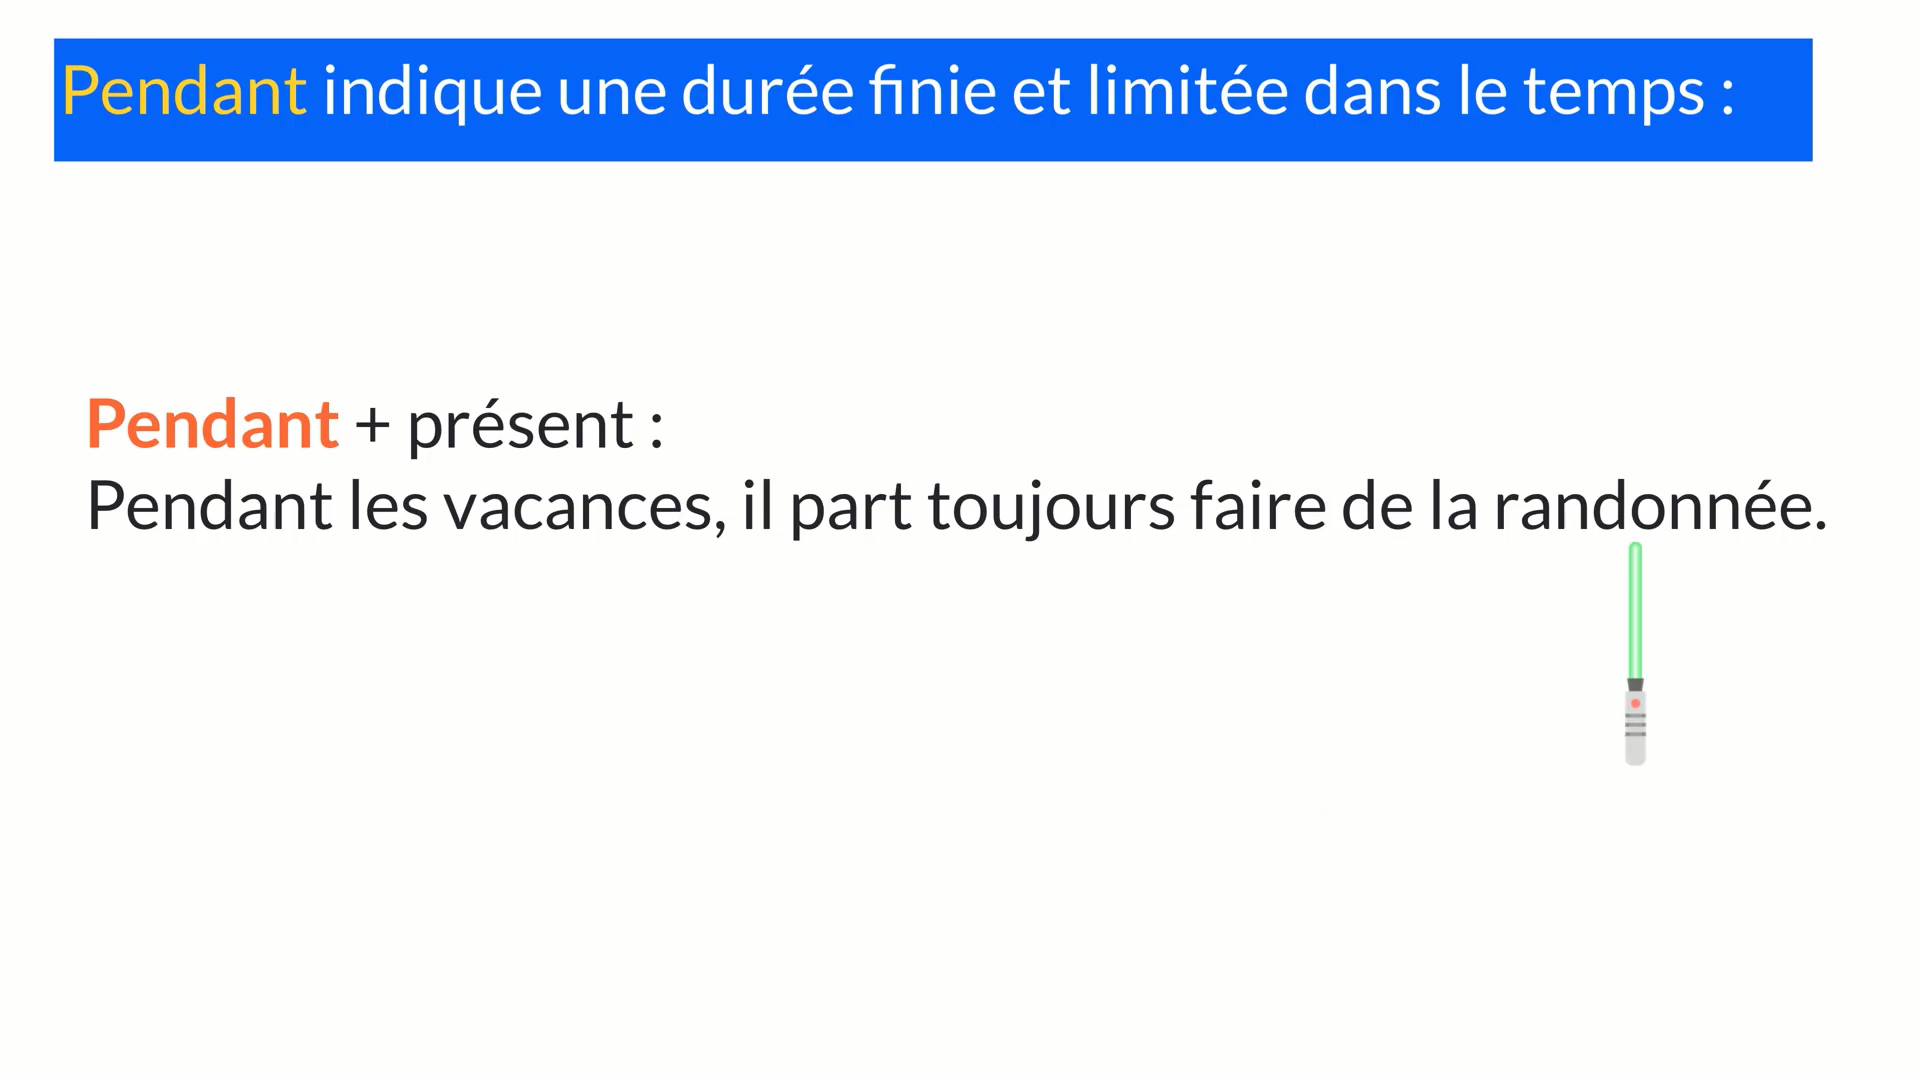 Pendant indique une durée finie et limitée dans le temps :
Pendant + présent :
Pendant les vacances, il part toujours faire de la randonnée.